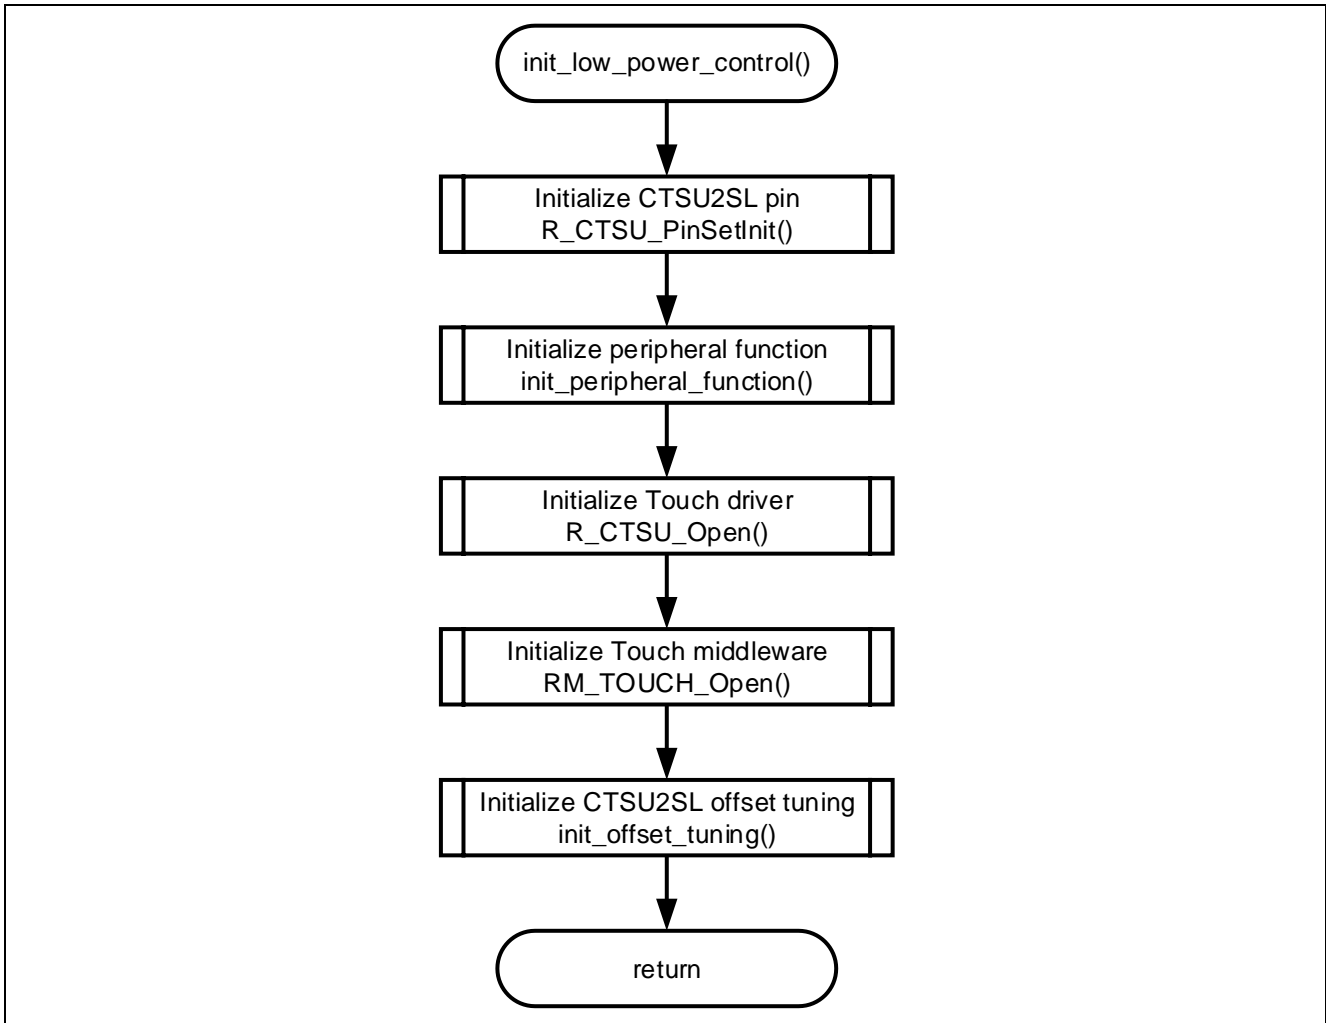 init_low_power_control()
Initialize CTSU2SL pin
R_CTSU_PinSetInit()
Initialize peripheral function
init_peripheral_function()
Initialize Touch driver
R_CTSU_Open()
Initialize Touch middleware
RM_TOUCH_Open()
Initialize CTSU2SL offset tuning
init_offset_tuning()
return